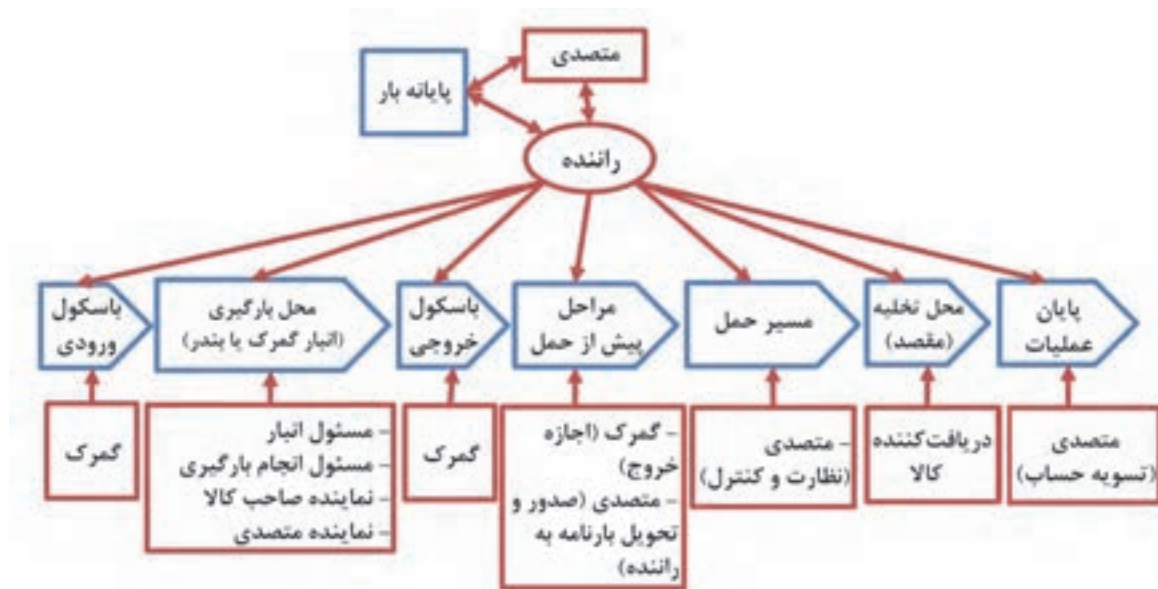 متصدی
پایانه بار
راننده
باسکول
ورودی
محل بارگیری
(انبار گمرک یا بندر)
باسکول
خروجی
مراحل
پیش از حمل
مسیر حمل
محل تخلیه
(مقصد)
پایان
عملیات
گمرک
- مسئول انبار
- مسئول انجام بارگیری
- نماینده صاحب کالا
- نماینده متصدی
گمرک
- گمرک (اجازه
خروج)
- متصدی (صدور و
تحویل بارنامه به
راننده)
- متصدی
(نظارت و کنترل)
دریافت‌کننده
کالا
متصدی
(تسویه حساب)